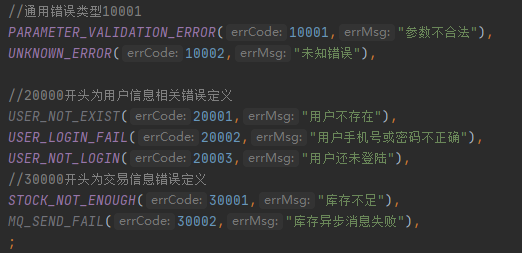 //通用错误类型10001
PARAMETER_VALIDATION_ERROR( errCode: 10001, errMsg: "参数不合法"),
UNKNOWN_ERROR( errCode: 10002, errMsg: "未知错误"),
//20000开头为用户信息相关错误定义
USER_NOT_EXIST( errCode: 20001, errMsg: "用户不存在"),
USER_LOGIN_FAIL( errCode: 20002, errMsg: "用户手机号或密码不正确"),
USER_NOT_LOGIN( errCode: 20003, errMsg: "用户还未登陆"),
//30000开头为交易信息错误定义
STOCK_NOT_ENOUGH( errCode: 30001, errMsg: "库存不足"),
MQ_SEND_FAIL( errCode: 30002, errMsg: "库存异步消息失败"),
;